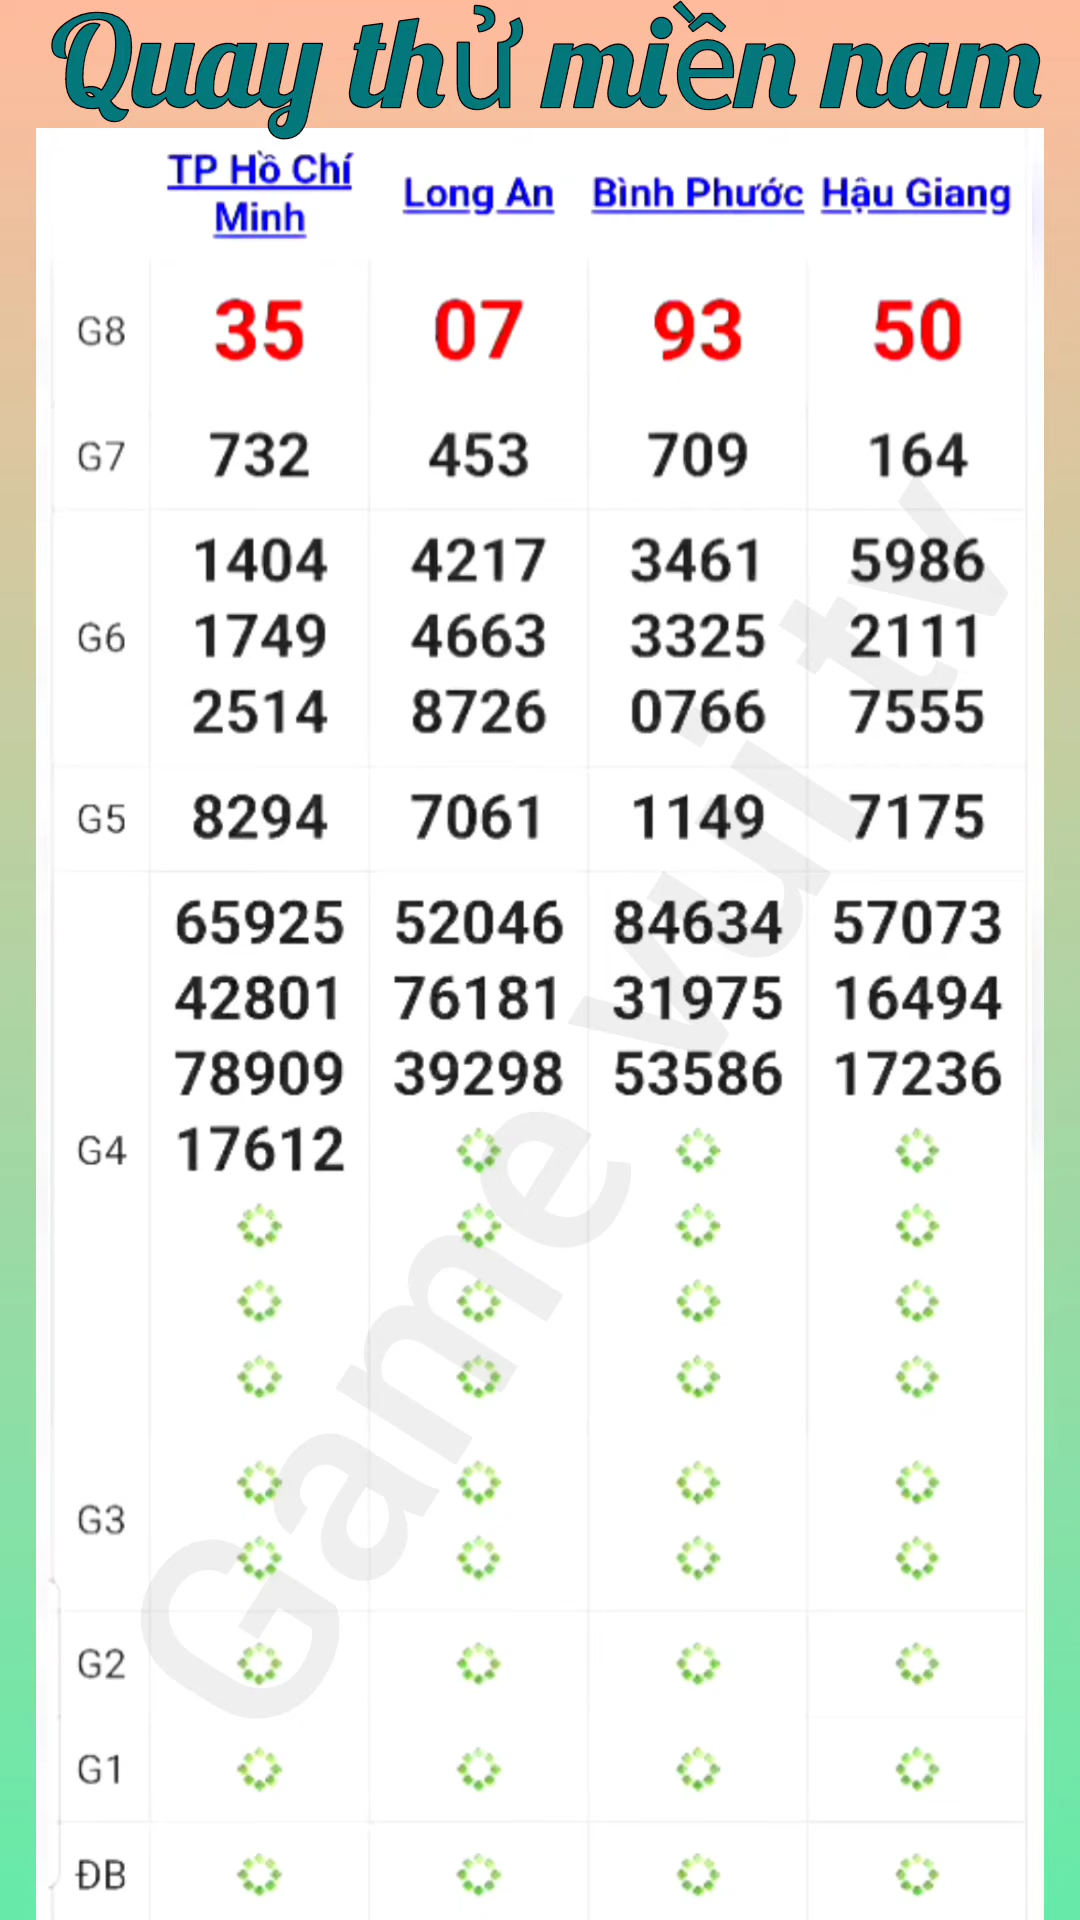 Quay thử miền nam
TP Hồ Chí Minh Long An Bình Phước Hậu Giang
G8 35 07 93 50
G7 732 453 709 164
1404 4217 3461 5986
G6 1749 4663 3325 2111
2514 8726 0766 7555
G5 8294 7061 1149 7175
65925 52046 84634 57073
42801 76181 31975 16494
78909 39298 53586 17236
G4 17612
G3
G2
G1
ĐB
Game vui tv